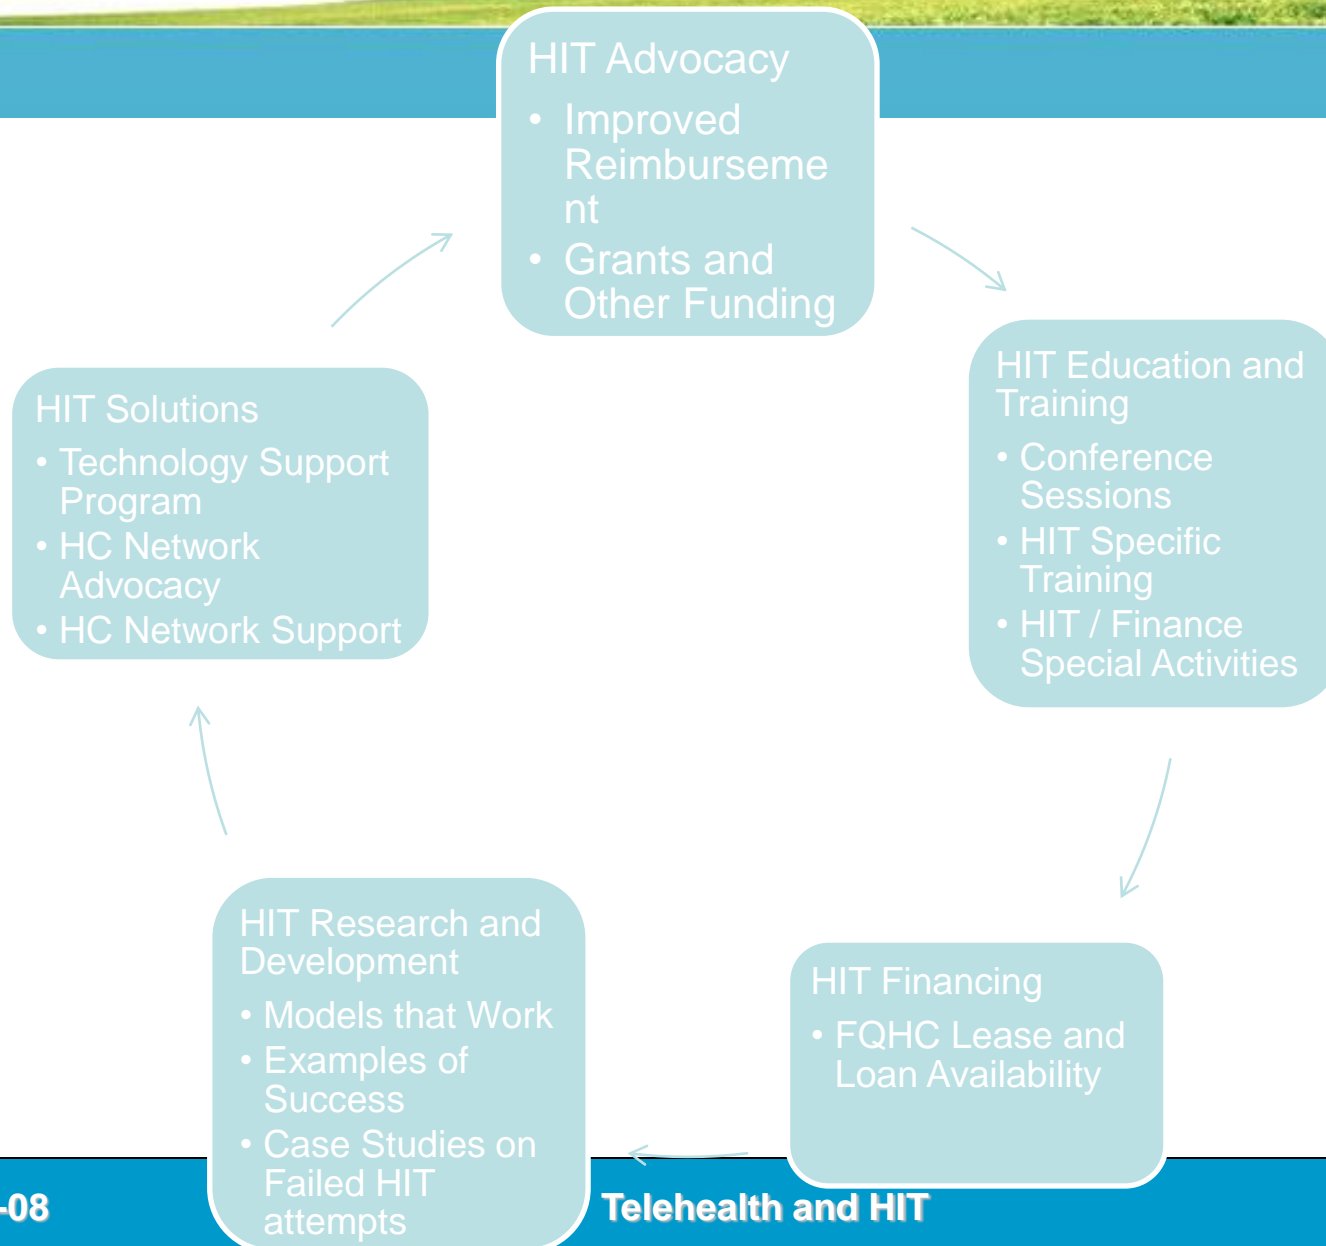 HIT Advocacy
• Improved
Reimburseme
nt
• Grants and
Other Funding
HIT Education and
Training
• Conference
Sessions
• HIT Specific
Training
• HIT / Finance
Special Activities
HIT Financing
• FQHC Lease and
Loan Availability
HIT Research and
Development
• Models that Work
• Examples of
Success
• Case Studies on
Failed HIT
attempts
HIT Solutions
• Technology Support
Program
• HC Network
Advocacy
• HC Network Support
-08
Telehealth and HIT